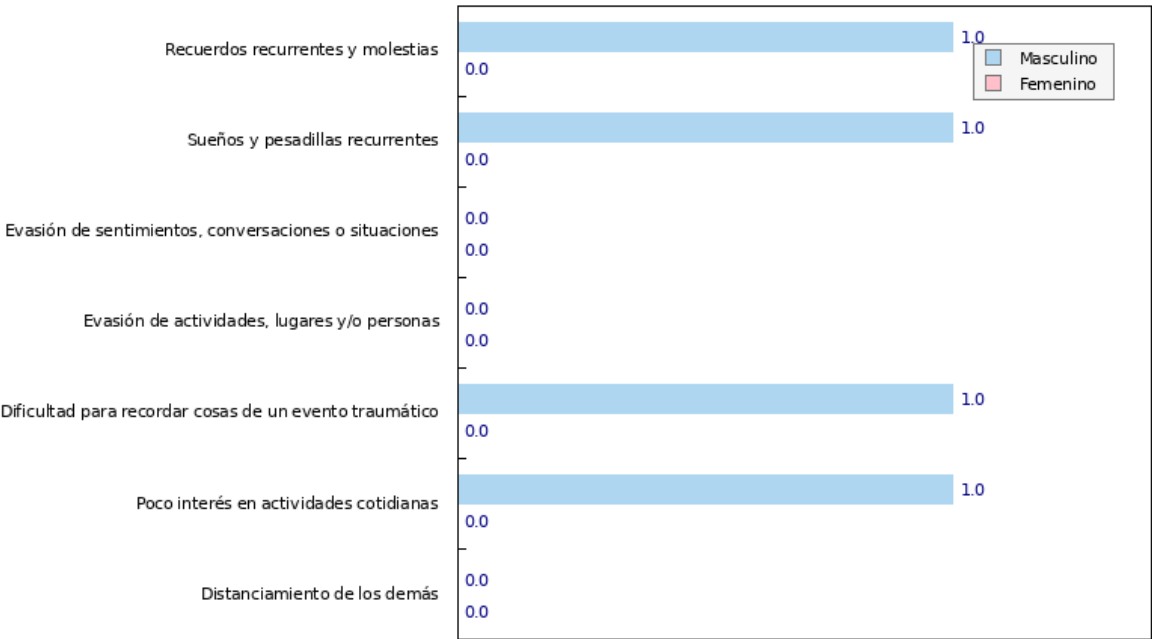 Recuerdos recurrentes y molestias
1.0
0.0
Masculino
Femenino
Sueños y pesadillas recurrentes
1.0
0.0
Evasión de sentimientos, conversaciones o situaciones
0.0
0.0
Evasión de actividades, lugares y/o personas
0.0
0.0
Dificultad para recordar cosas de un evento traumático
1.0
0.0
Poco interés en actividades cotidianas
1.0
0.0
Distanciamiento de los demás
0.0
0.0